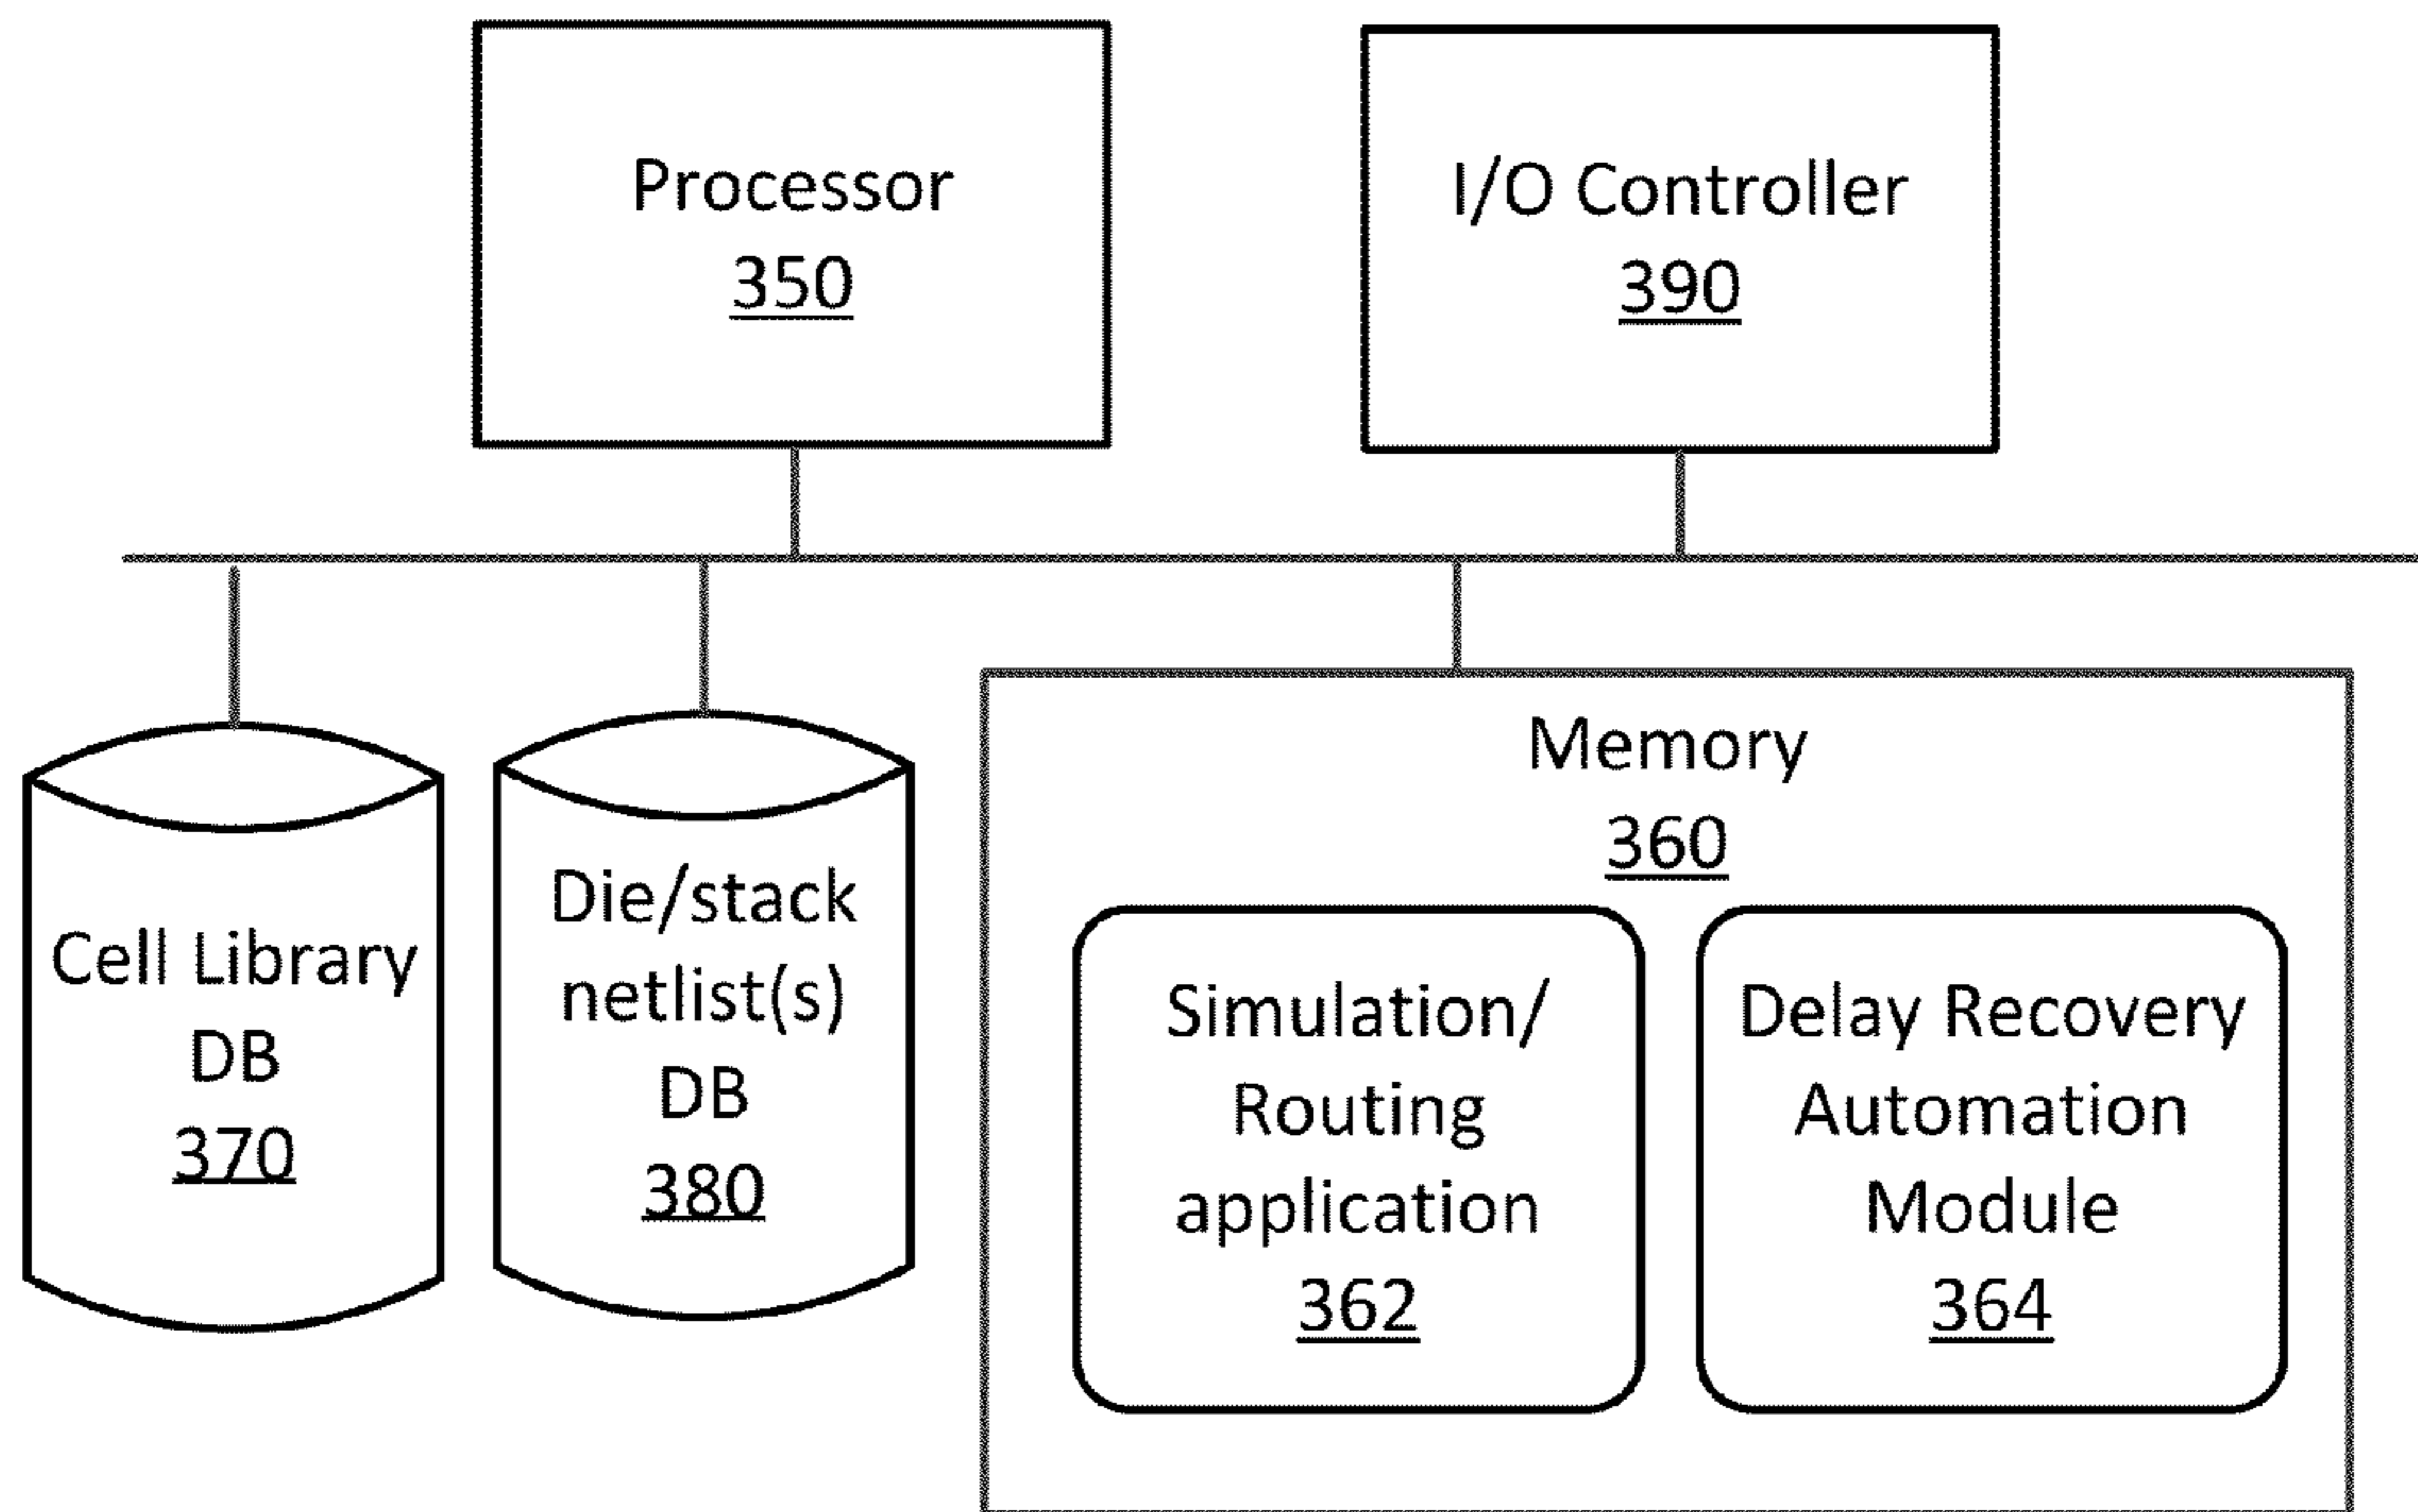 Processor
350
I/O Controller
390
Cell Library
DB
370
Die/stack
netlist(s)
DB
380
Memory
360
Simulation/
Routing
application
362
Delay Recovery
Automation
Module
364